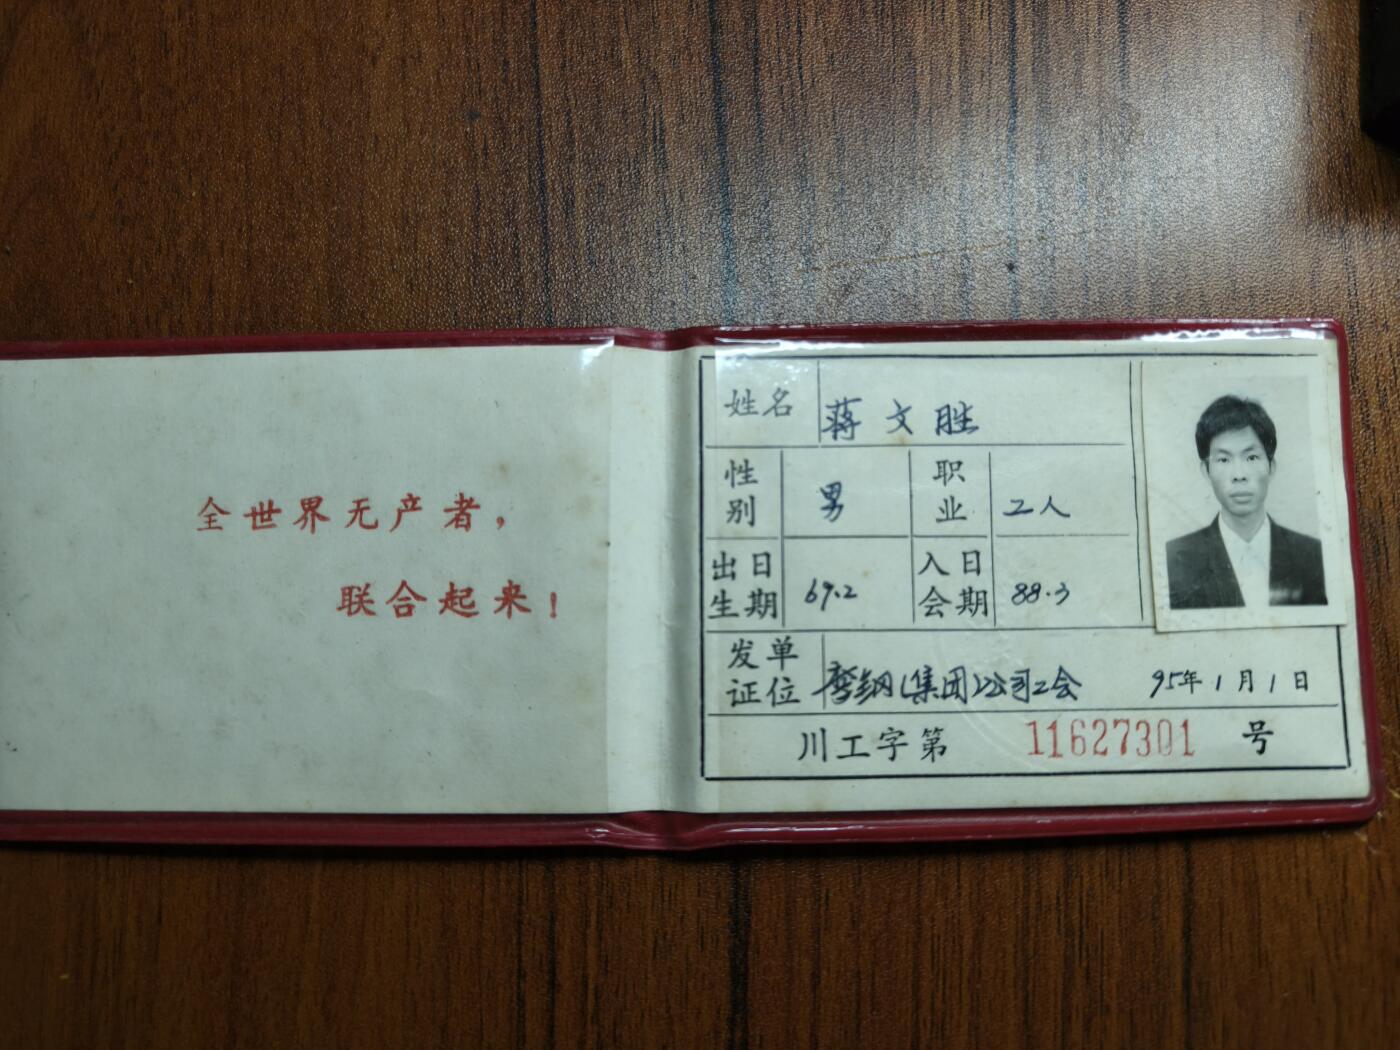 全世界无产者，
联合起来！
姓名 蒋文胜
性别 男 职业 工人
出生日期 69.2 入会日期 88.3
发证单位 攀钢(集团)公司工会 95年1月1日
川工字第 11627301 号